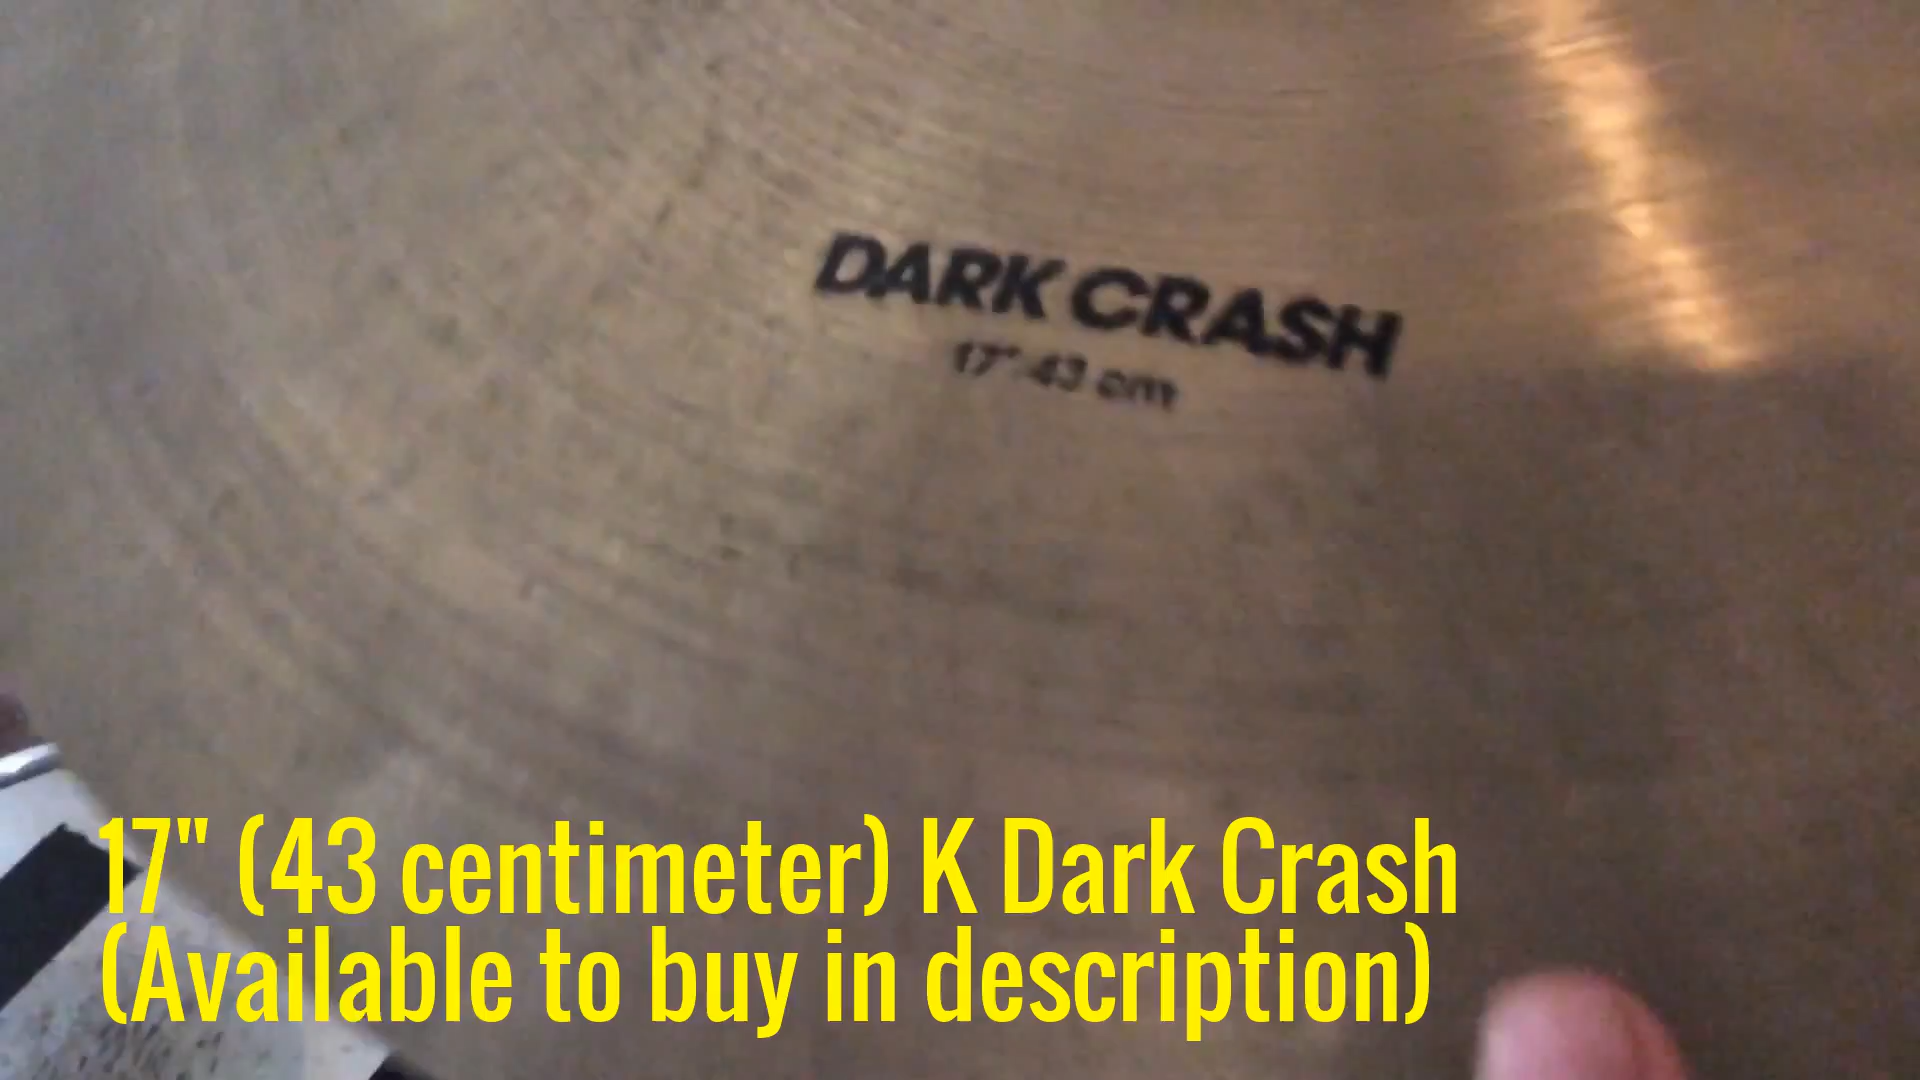 DARK CRASH
17" 43 cm
17" (43 centimeter) K Dark Crash
(Available to buy in description)